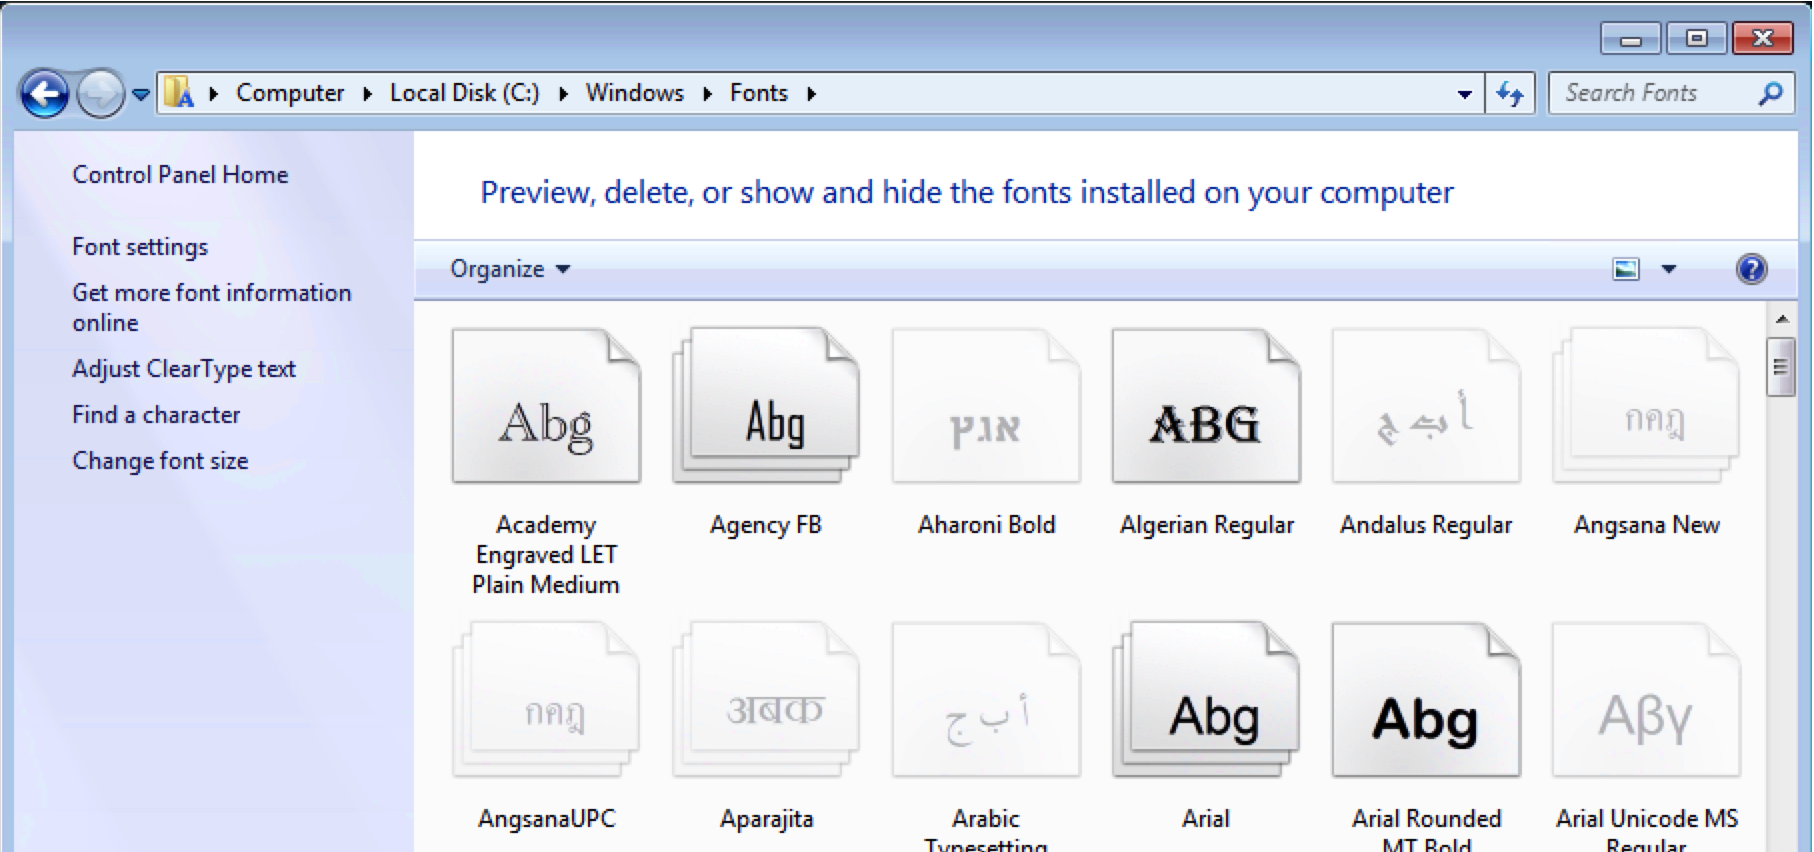 Computer Local Disk (C:) Windows Fonts
Search Fonts
Control Panel Home
Font settings
Get more font information
online
Adjust ClearType text
Find a character
Change font size
Preview, delete, or show and hide the fonts installed on your computer
Organize
Abg
Abg
אבץ
ABG
أ ب ج
กคฎ
Academy
Engraved LET
Plain Medium
Agency FB
Aharoni Bold
Algerian Regular
Andalus Regular
Angsana New
กคฎ
अबक
أ ب ج
Abg
Abg
Αβγ
AngsanaUPC
Aparajita
Arabic
Typesetting
Arial
Arial Rounded
MT Bold
Arial Unicode MS
Regular